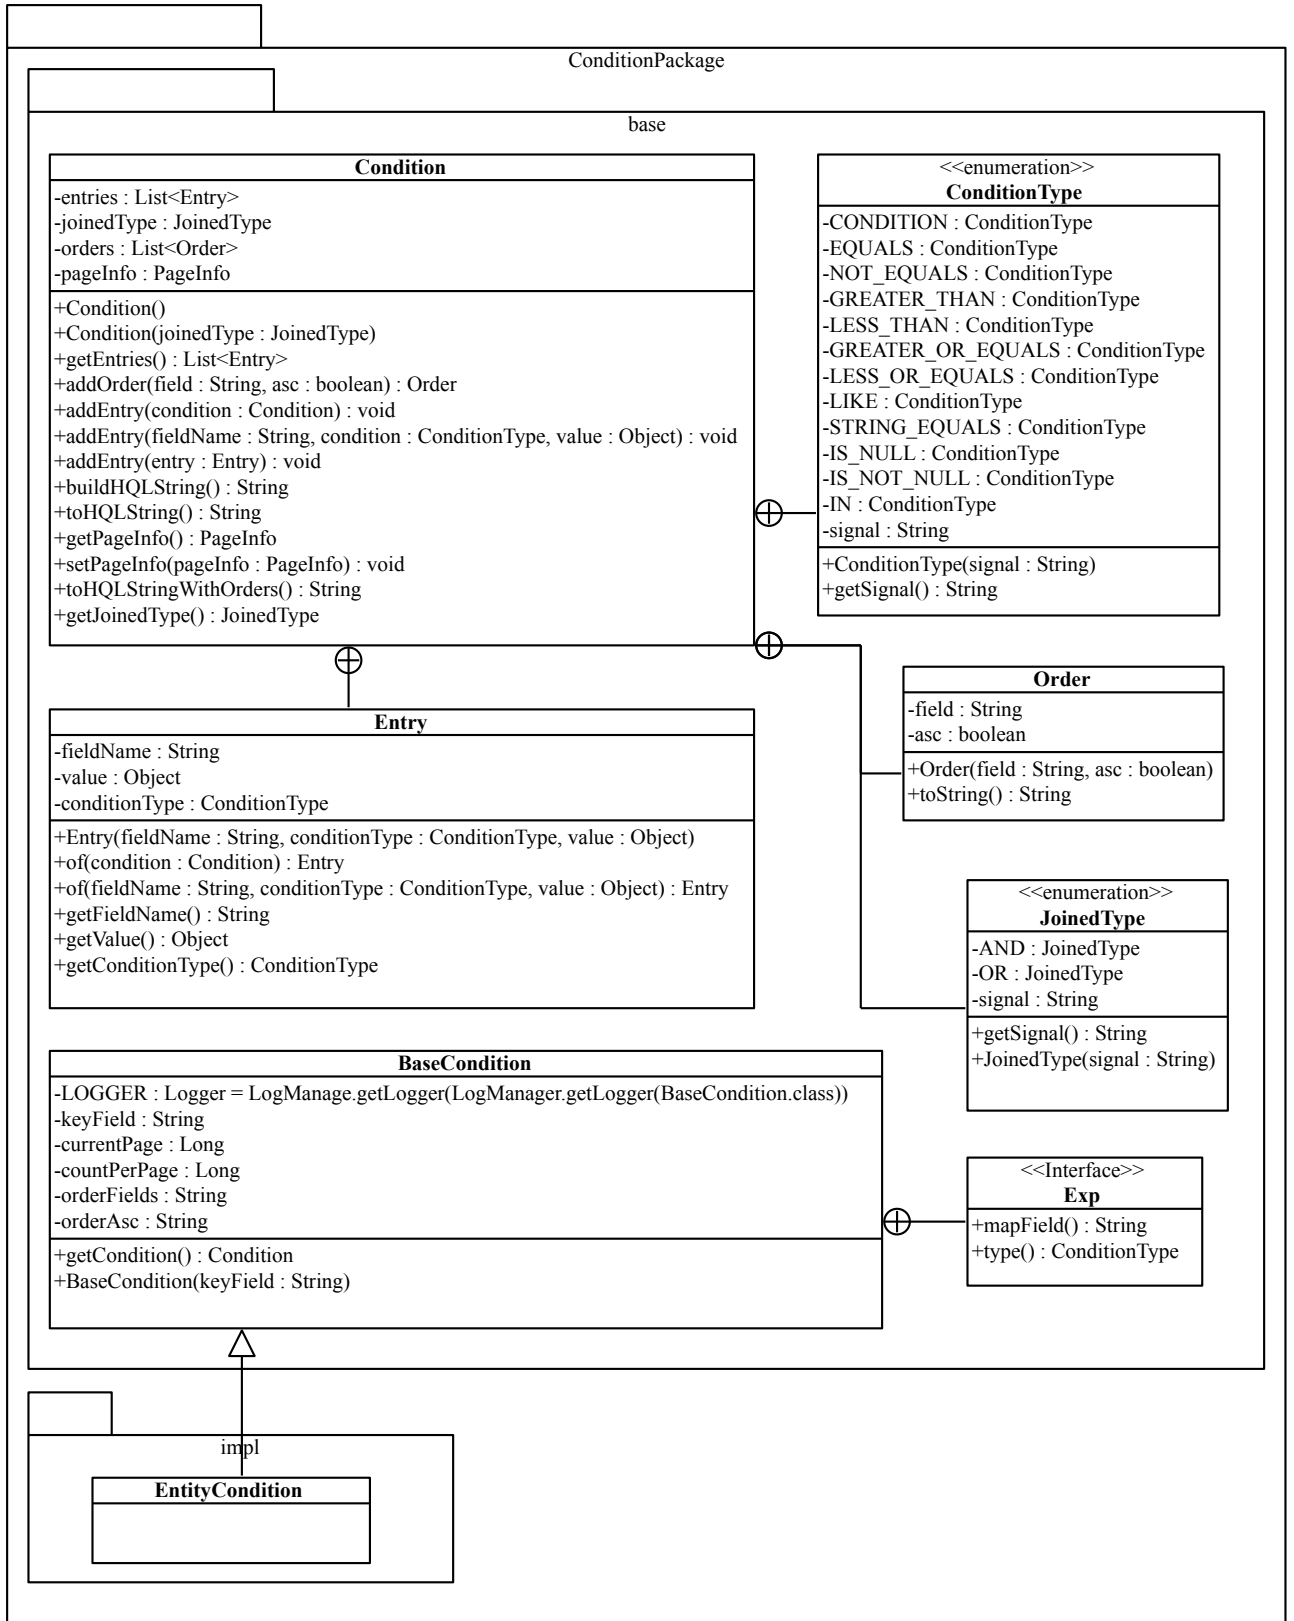 ConditionPackage
base
Condition
-entries : List<Entry>
-joinedType : JoinedType
-orders : List<Order>
-pageInfo : PageInfo
+Condition()
+Condition(joinedType : JoinedType)
+getEntries() : List<Entry>
+addOrder(field : String, asc : boolean) : Order
+addEntry(condition : Condition) : void
+addEntry(fieldName : String, condition : ConditionType, value : Object) : void
+addEntry(entry : Entry) : void
+buildHQLString() : String
+toHQLString() : String
+getPageInfo() : PageInfo
+setPageInfo(pageInfo : PageInfo) : void
+toHQLStringWithOrders() : String
+getJoinedType() : JoinedType
<<enumeration>>
ConditionType
-CONDITION : ConditionType
-EQUALS : ConditionType
-NOT_EQUALS : ConditionType
-GREATER_THAN : ConditionType
-LESS_THAN : ConditionType
-GREATER_OR_EQUALS : ConditionType
-LESS_OR_EQUALS : ConditionType
-LIKE : ConditionType
-STRING_EQUALS : ConditionType
-IS_NULL : ConditionType
-IS_NOT_NULL : ConditionType
-IN : ConditionType
-signal : String
+ConditionType(signal : String)
+getSignal() : String
Order
-field : String
-asc : boolean
+Order(field : String, asc : boolean)
+toString() : String
Entry
-fieldName : String
-value : Object
-conditionType : ConditionType
+Entry(fieldName : String, conditionType : ConditionType, value : Object)
+of(condition : Condition) : Entry
+of(fieldName : String, conditionType : ConditionType, value : Object) : Entry
+getFieldName() : String
+getValue() : Object
+getConditionType() : ConditionType
<<enumeration>>
JoinedType
-AND : JoinedType
-OR : JoinedType
-signal : String
+getSignal() : String
+JoinedType(signal : String)
BaseCondition
-LOGGER : Logger = LogManage.getLogger(LogManager.getLogger(BaseCondition.class))
-keyField : String
-currentPage : Long
-countPerPage : Long
-orderFields : String
-orderAsc : String
+getCondition() : Condition
+BaseCondition(keyField : String)
<<Interface>>
Exp
+mapField() : String
+type() : ConditionType
impl
EntityCondition